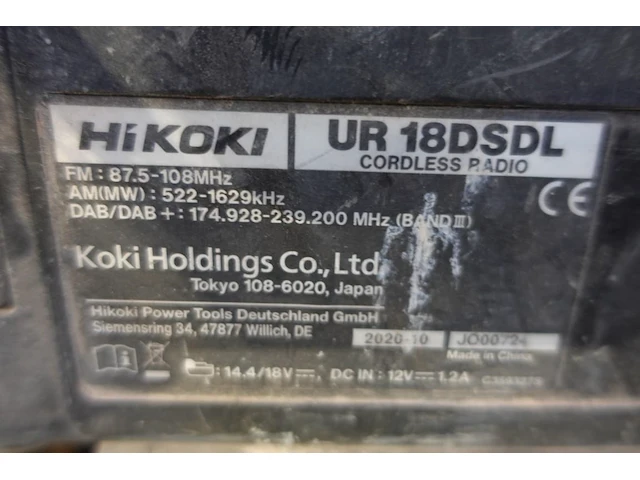 HiKOKI
UR 18DSDL
CORDLESS RADIO
FM : 87.5-108MHz
AM(MW) : 522-1629kHz
DAB/DAB+ : 174.928-239.200 MHz (BAND III)
CE
Koki Holdings Co., Ltd.
Tokyo 108-6020, Japan
Hikoki Power Tools Deutschland GmbH
Siemensring 34, 47877 Willich, DE
2020-10
JO00724
Made in China
: 14.4/18V⎓, DC IN : 12V⎓1.2A